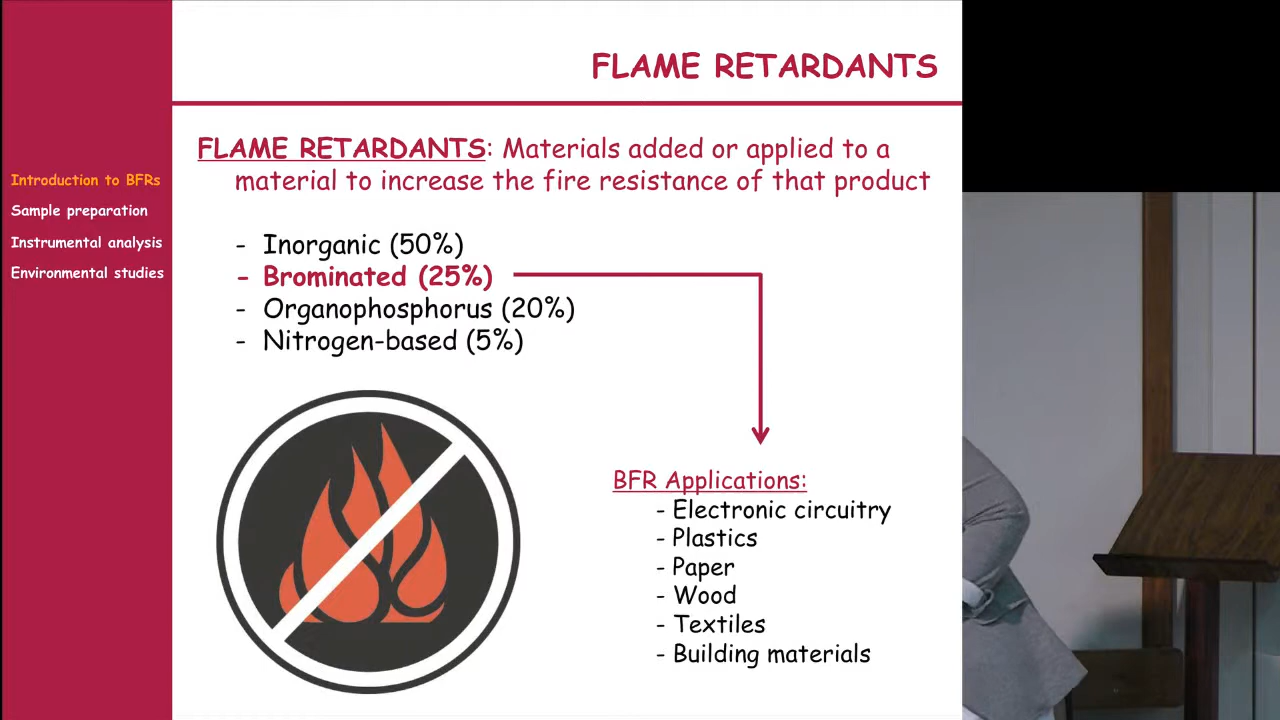 FLAME RETARDANTS
FLAME RETARDANTS: Materials added or applied to a
material to increase the fire resistance of that product
Introduction to BFRs
Sample preparation
Instrumental analysis
Environmental studies
- Inorganic (50%)
- Brominated (25%)
- Organophosphorus (20%)
- Nitrogen-based (5%)
BFR Applications:
- Electronic circuitry
- Plastics
- Paper
- Wood
- Textiles
- Building materials